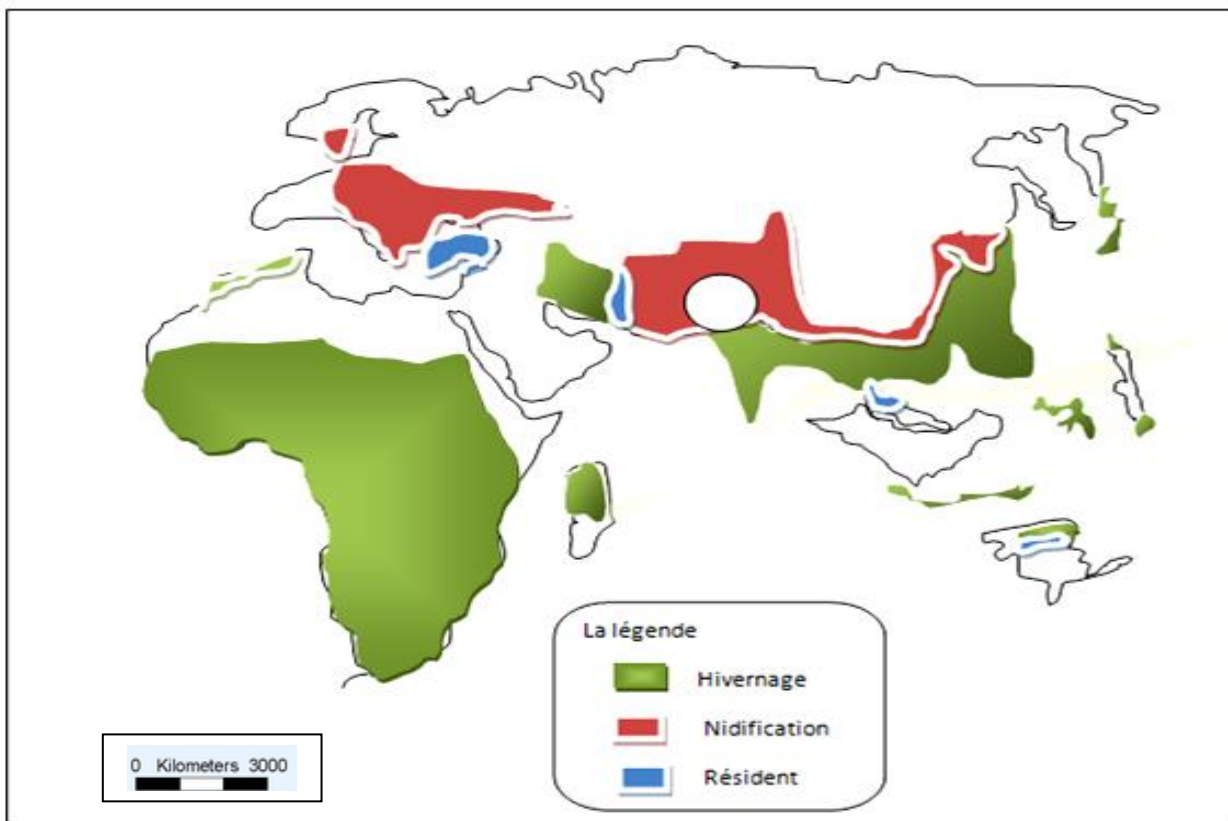 La légende
Hivernage
Nidification
Résident
0 Kilometers 3000